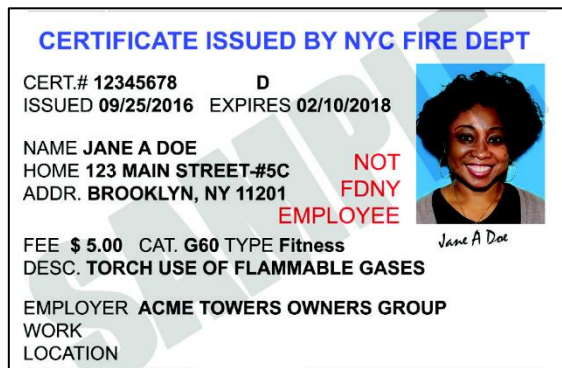 CERTIFICATE ISSUED BY NYC FIRE DEPT
CERT.# 12345678 D
ISSUED 09/25/2016 EXPIRES 02/10/2018
NAME JANE A DOE
HOME 123 MAIN STREET-#5C
ADDR. BROOKLYN, NY 11201
NOT
FDNY
EMPLOYEE
Jane A Doe
FEE $ 5.00 CAT. G60 TYPE Fitness
DESC. TORCH USE OF FLAMMABLE GASES
EMPLOYER ACME TOWERS OWNERS GROUP
WORK
LOCATION
SAMPLE